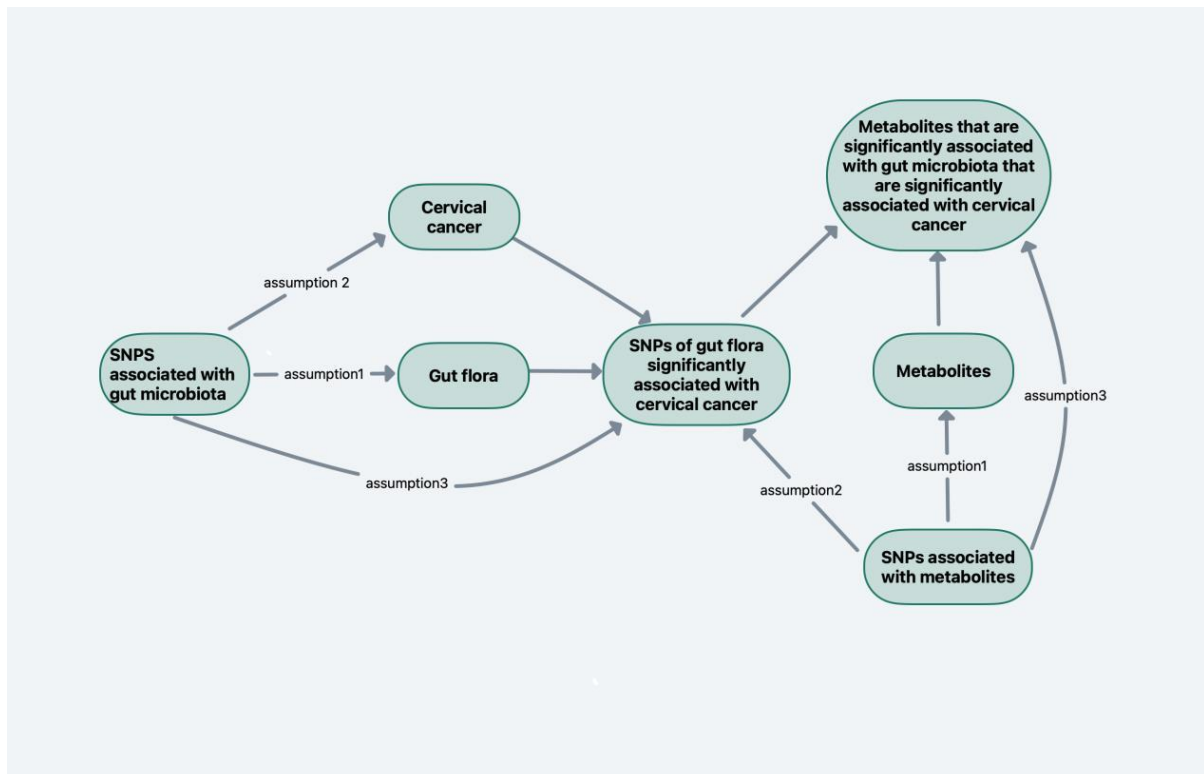 Metabolites that are
significantly associated
with gut microbiota that
are significantly
associated with cervical
cancer
Cervical
cancer
assumption 2
SNPS
associated with
gut microbiota
assumption1
Gut flora
SNPs of gut flora
significantly
associated with
cervical cancer
Metabolites
assumption3
assumption3
assumption2
assumption1
SNPs associated
with metabolites